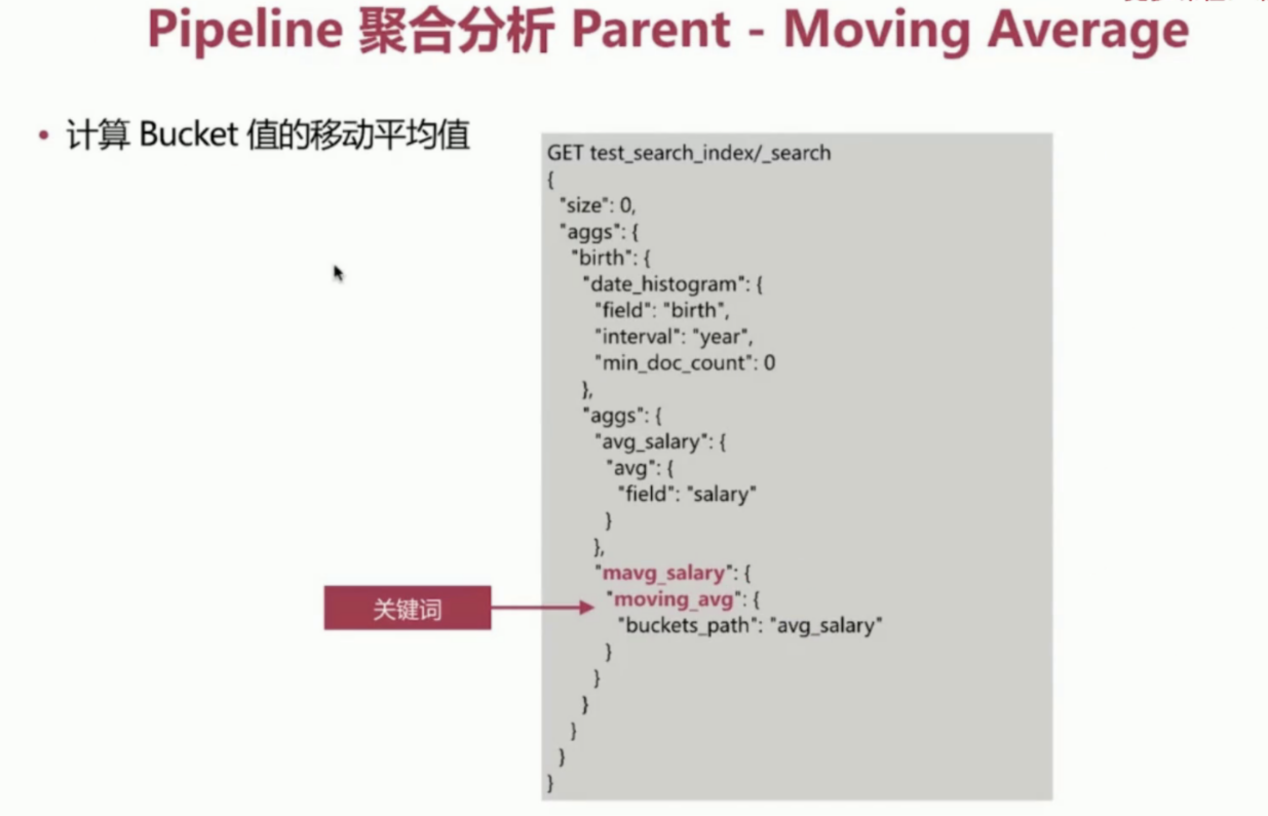 Pipeline 聚合分析 Parent - Moving Average
• 计算 Bucket 值的移动平均值
GET test_search_index/_search
{
"size": 0,
"aggs": {
"birth": {
"date_histogram": {
"field": "birth",
"interval": "year",
"min_doc_count": 0
},
"aggs": {
"avg_salary": {
"avg": {
"field": "salary"
}
},
"mavg_salary": {
"moving_avg": {
"buckets_path": "avg_salary"
}
}
}
}
}
}
关键词